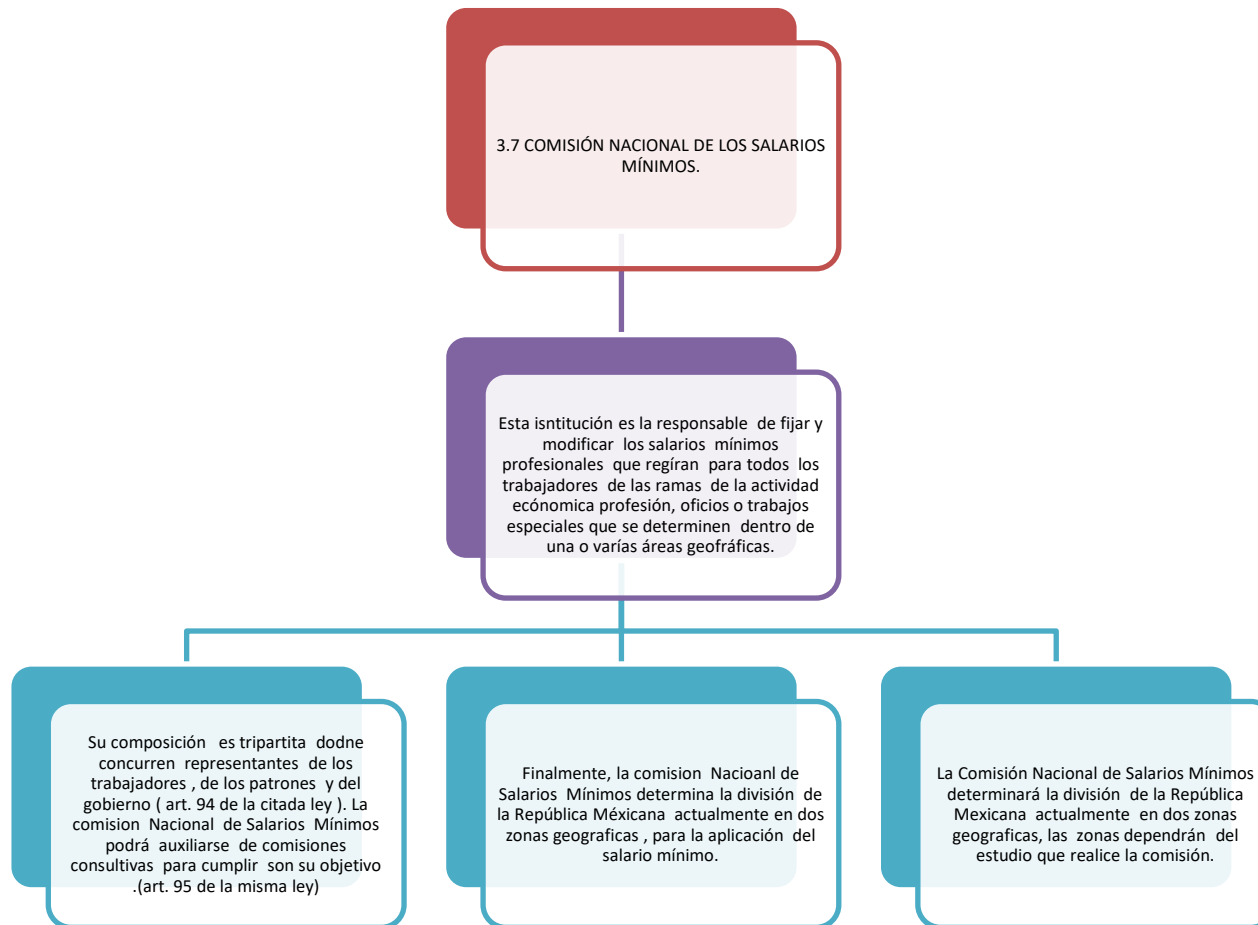 3.7 COMISIÓN NACIONAL DE LOS SALARIOS
MÍNIMOS.
Esta isntitución es la responsable de fijar y
modificar los salarios mínimos
profesionales que regíran para todos los
trabajadores de las ramas de la actividad
ecónomica profesión, oficios o trabajos
especiales que se determinen dentro de
una o varías áreas geofráficas.
Su composición es tripartita dodne
concurren representantes de los
trabajadores , de los patrones y del
gobierno ( art. 94 de la citada ley ). La
comision Nacional de Salarios Mínimos
podrá auxiliarse de comisiones
consultivas para cumplir son su objetivo
.(art. 95 de la misma ley)
Finalmente, la comision Nacioanl de
Salarios Mínimos determina la división de
la República Méxicana actualmente en dos
zonas geograficas , para la aplicación del
salario mínimo.
La Comisión Nacional de Salarios Mínimos
determinará la división de la República
Mexicana actualmente en dos zonas
geograficas, las zonas dependrán del
estudio que realice la comisión.